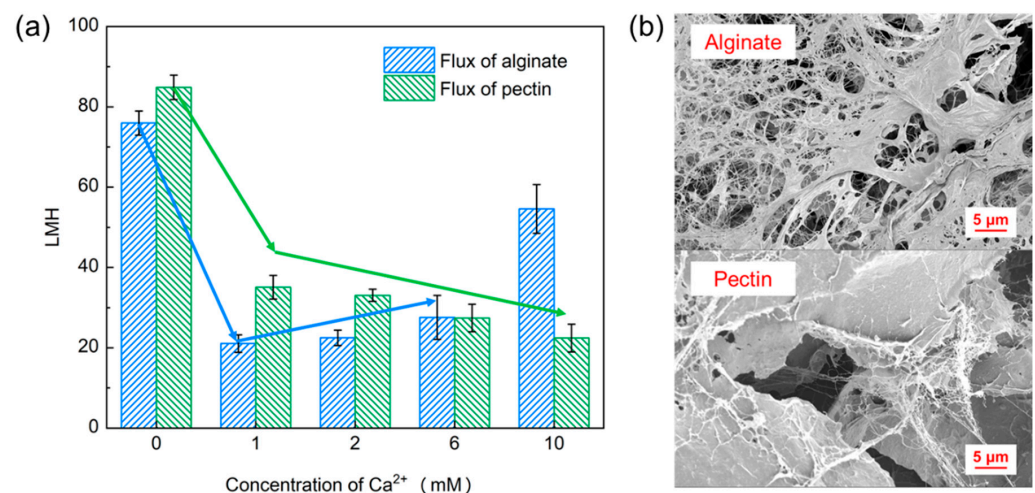 (a)
100
80
60
40
20
0
LMH
Flux of alginate
Flux of pectin
0 1 2 6 10
Concentration of Ca²⁺ (mM)
(b)
Alginate
5 μm
Pectin
5 μm